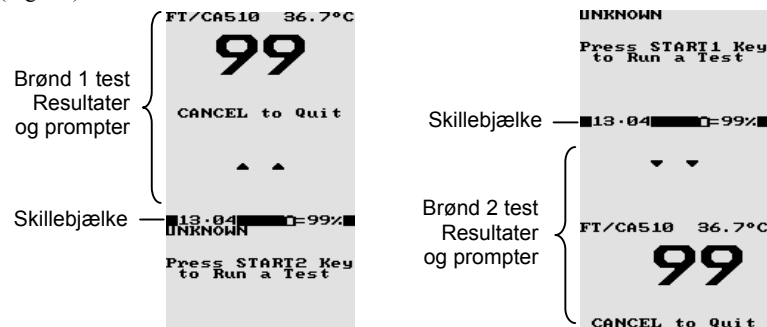 FT/CA510 36.7°C
99
Brønd 1 test
Resultater
og prompter
CANCEL to Quit
Skillebjælke
13·04 =99%
UNKNOWN
Press START2 Key
to Run a Test
UNKNOWN
Press START1 Key
to Run a Test
Skillebjælke
13·04 =99%
Brønd 2 test
Resultater
og prompter
FT/CA510 36.7°C
99
CANCEL to Quit